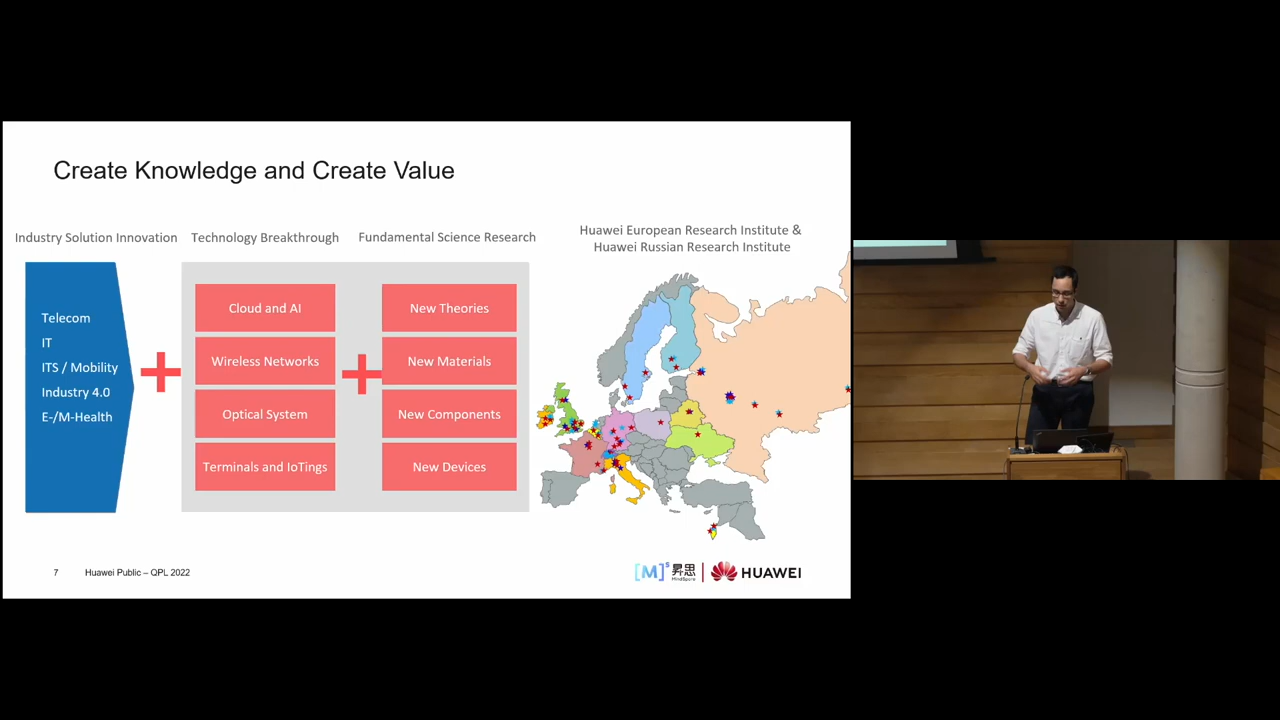 Create Knowledge and Create Value
Industry Solution Innovation
Technology Breakthrough
Fundamental Science Research
Huawei European Research Institute &
Huawei Russian Research Institute
Telecom
IT
ITS / Mobility
Industry 4.0
E-/M-Health
Cloud and AI
Wireless Networks
Optical System
Terminals and IoTings
New Theories
New Materials
New Components
New Devices
7
Huawei Public – QPL 2022
[M]s 昇思
MindSpore
HUAWEI